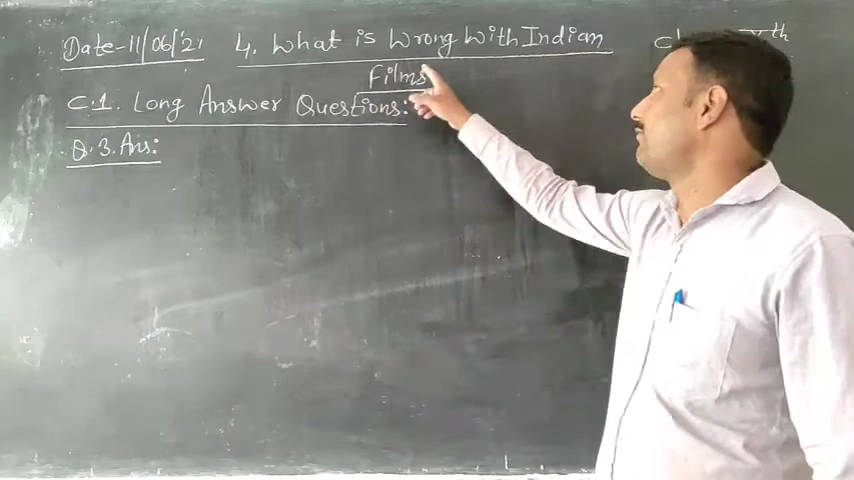 Date-11/06/21 4. What is Wrong With Indian
Films
C.1. Long Answer Questions:
Q.3. Ans: